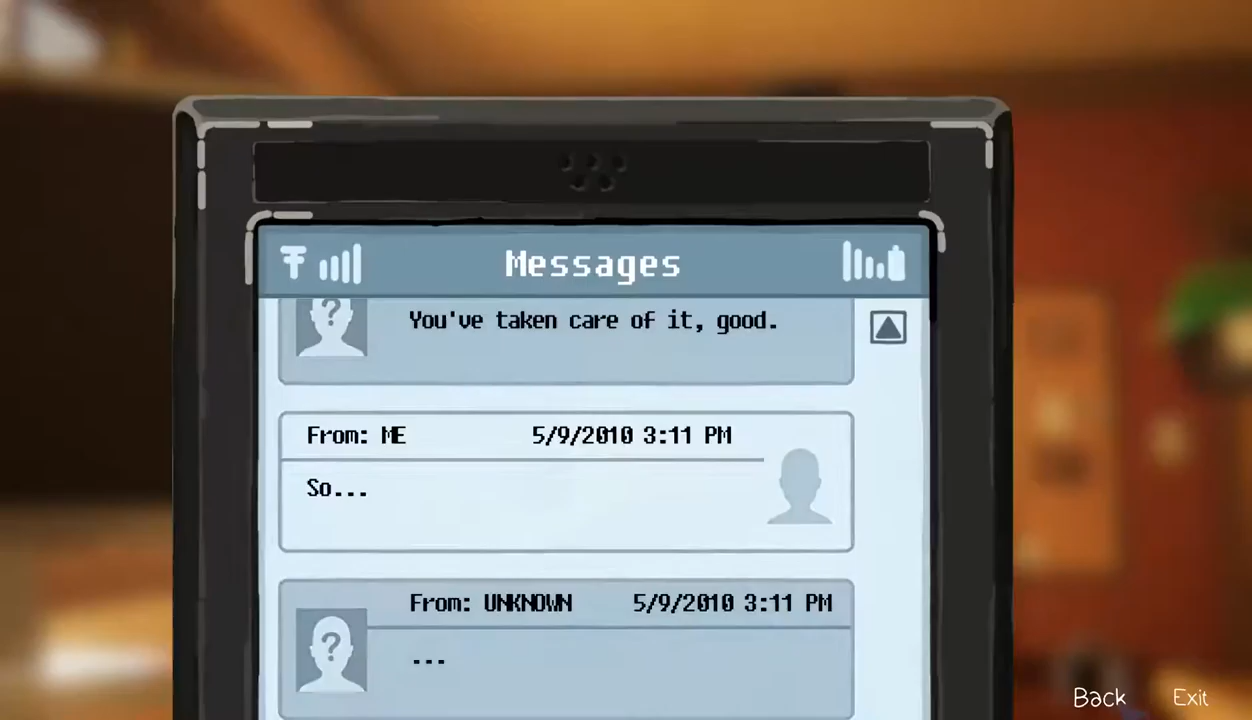 Messages
You've taken care of it, good.
From: ME 5/9/2010 3:11 PM
So...
From: UNKNOWN 5/9/2010 3:11 PM
...
Back Exit